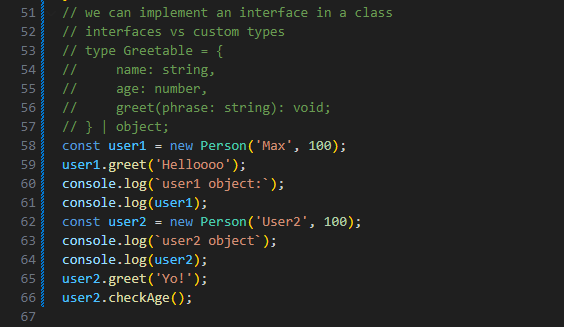 51 // we can implement an interface in a class
52 // interfaces vs custom types
53 // type Greetable = {
54 //     name: string,
55 //     age: number,
56 //     greet(phrase: string): void;
57 // } | object;
58 const user1 = new Person('Max', 100);
59 user1.greet('Helloooo');
60 console.log(`user1 object:`);
61 console.log(user1);
62 const user2 = new Person('User2', 100);
63 console.log(`user2 object`);
64 console.log(user2);
65 user2.greet('Yo!');
66 user2.checkAge();
67